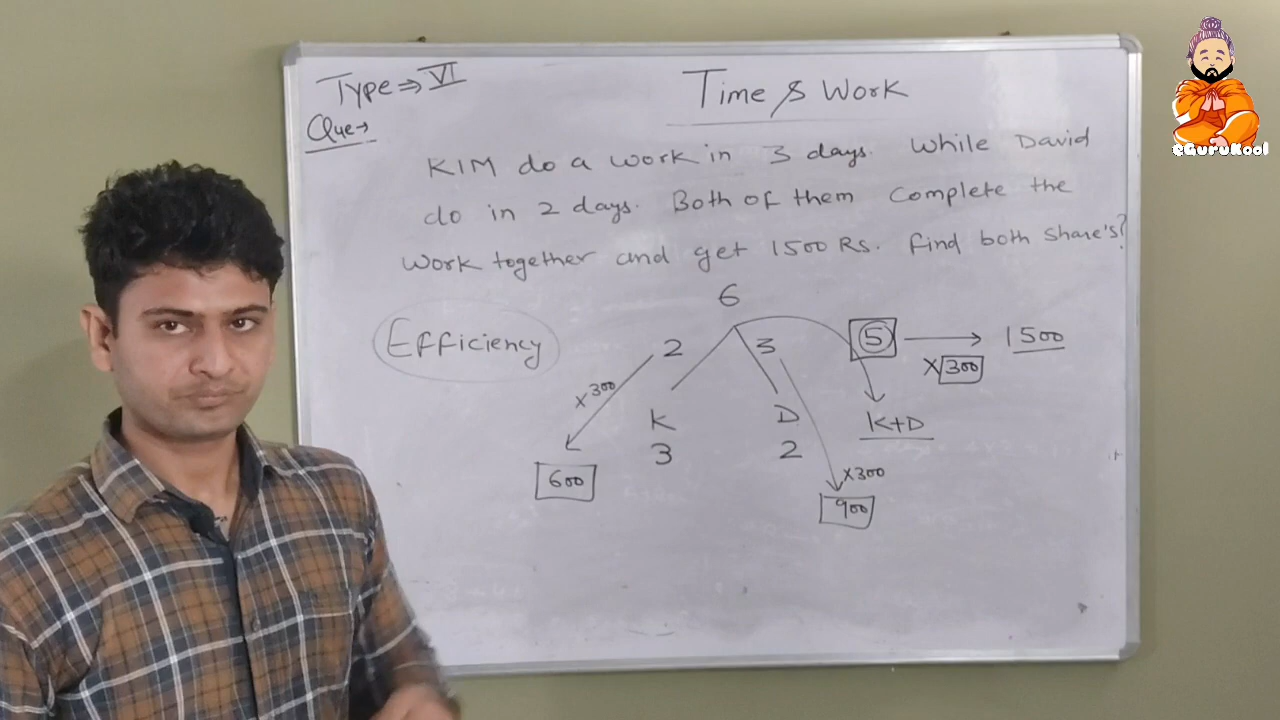 Type ⇒ VI
Time & Work
Que→
KIM do a work in 3 days. While David
do in 2 days. Both of them complete the
work together and get 1500 Rs. find both share's?
6
Efficiency
2 3 5 → 1500
×300 ×300
K D K+D
3 2
600 ×300
900
eGuruKool